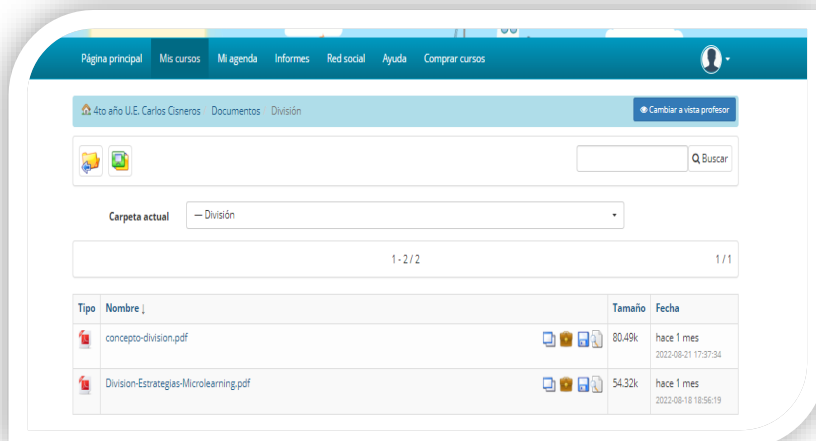 Página principal Mis cursos Mi agenda Informes Red social Ayuda Comprar cursos
4to año U.E. Carlos Cisneros Documentos División Cambiar a vista profesor
Buscar
Carpeta actual — División
1 - 2 / 2 1 / 1
Tipo Nombre ↓ Tamaño Fecha
concepto-division.pdf 80.49k hace 1 mes
2022-08-21 17:37:34
Division-Estrategias-Microlearning.pdf 54.32k hace 1 mes
2022-08-18 18:56:19